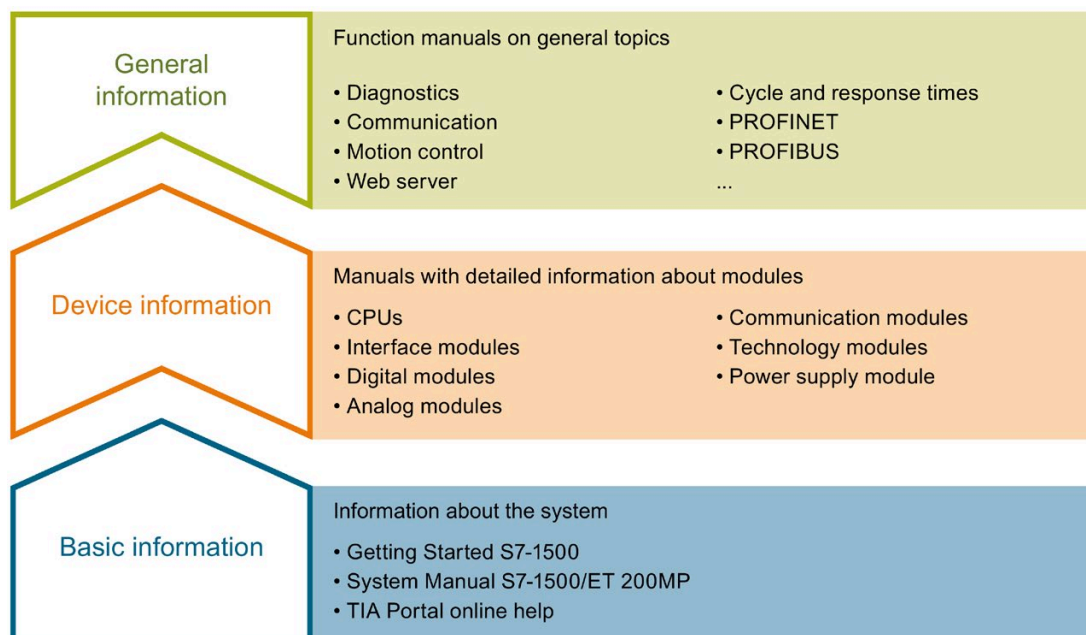 General
information
Function manuals on general topics
• Diagnostics
• Communication
• Motion control
• Web server
• Cycle and response times
• PROFINET
• PROFIBUS
...
Device information
Manuals with detailed information about modules
• CPUs
• Interface modules
• Digital modules
• Analog modules
• Communication modules
• Technology modules
• Power supply module
Basic information
Information about the system
• Getting Started S7-1500
• System Manual S7-1500/ET 200MP
• TIA Portal online help